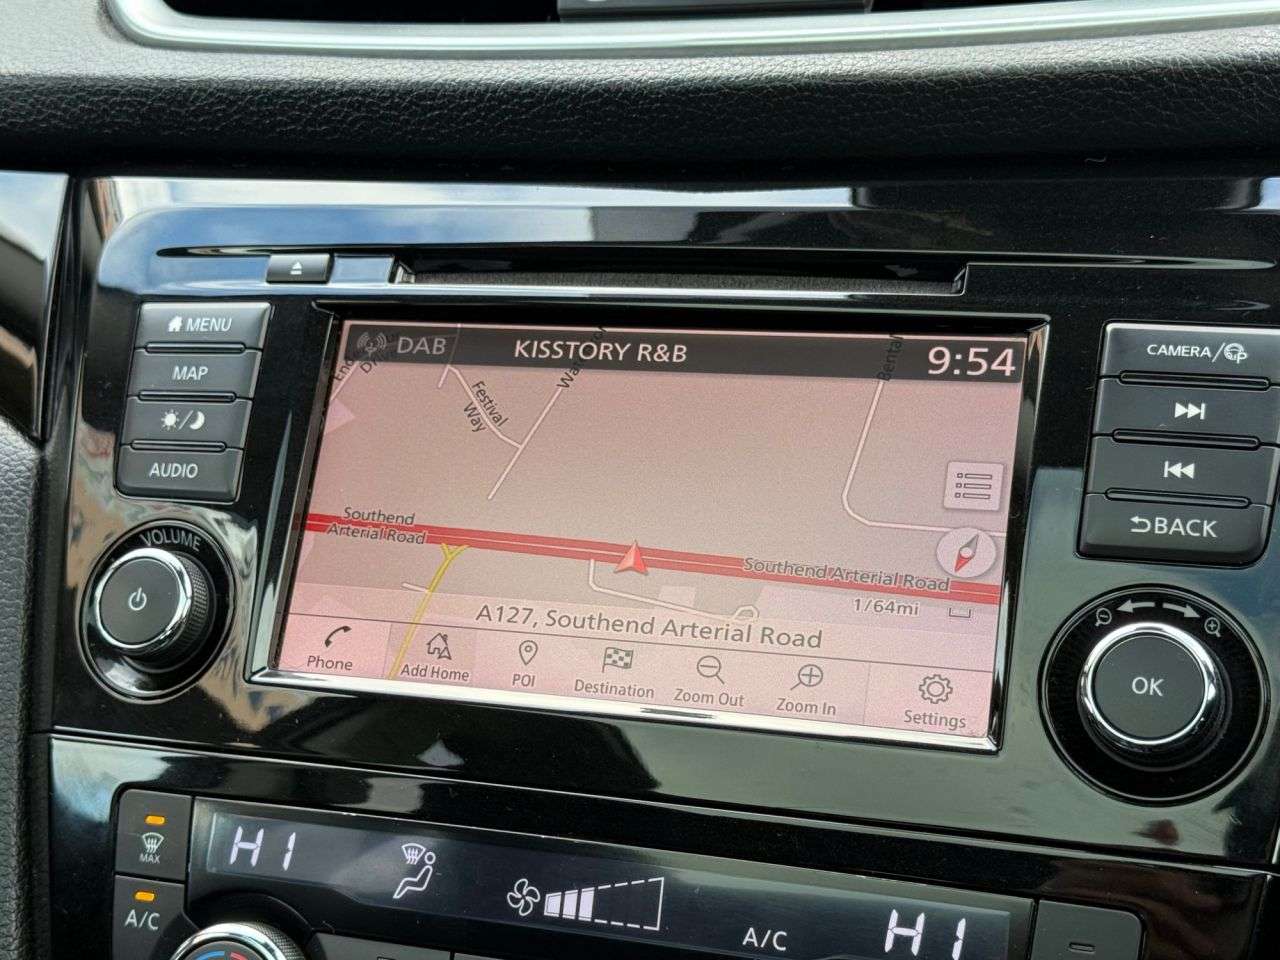 MENU
MAP
AUDIO
VOLUME
DAB
KISSTORY R&B
9:54
Festival
Way
Southend
Arterial Road
Southend Arterial Road
1/64mi
A127, Southend Arterial Road
Phone
Add Home
POI
Destination
Zoom Out
Zoom In
Settings
CAMERA/
BACK
OK
MAX
A/C
HI
A/C
HI